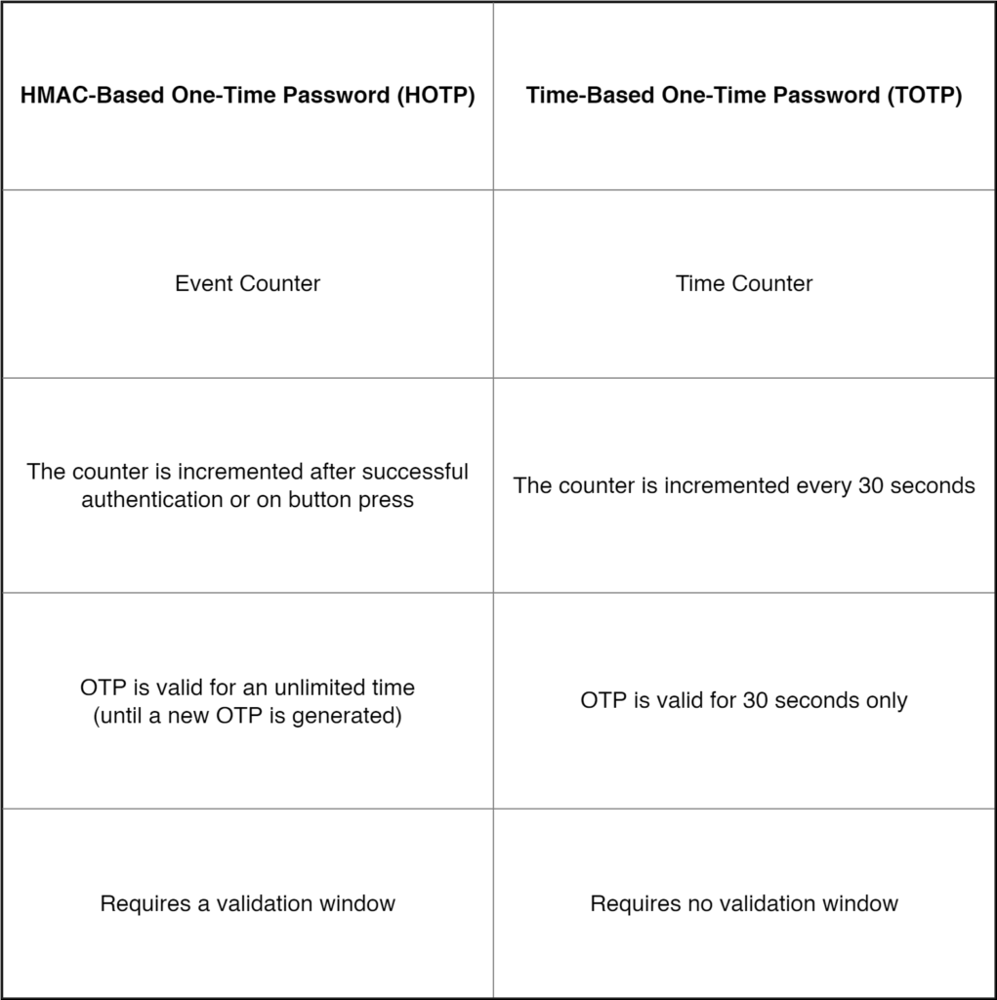 HMAC-Based One-Time Password (HOTP)
Time-Based One-Time Password (TOTP)
Event Counter
Time Counter
The counter is incremented after successful
authentication or on button press
The counter is incremented every 30 seconds
OTP is valid for an unlimited time
(until a new OTP is generated)
OTP is valid for 30 seconds only
Requires a validation window
Requires no validation window